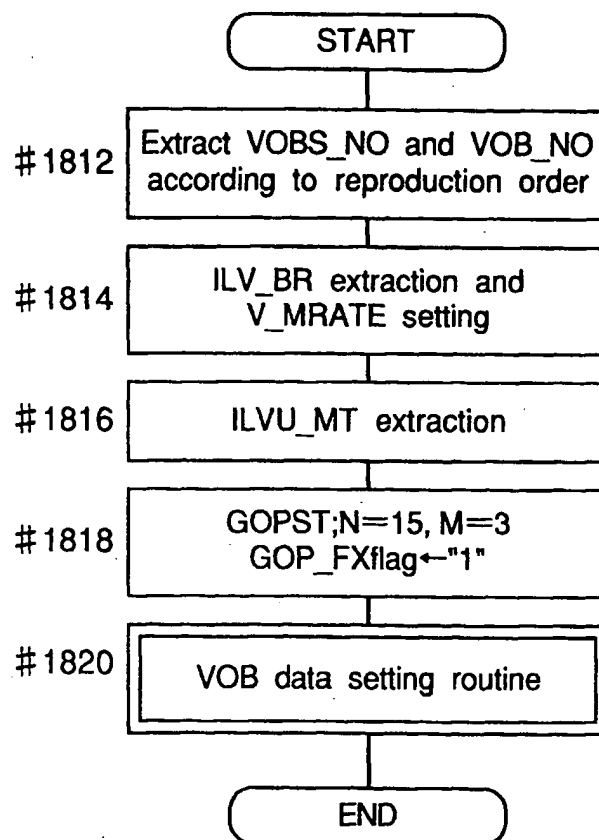 START
#1812
Extract VOBS_NO and VOB_NO
according to reproduction order
#1814
ILV_BR extraction and
V_MRATE setting
#1816
ILVU_MT extraction
#1818
GOPST;N=15, M=3
GOP_FXflag←"1"
#1820
VOB data setting routine
END